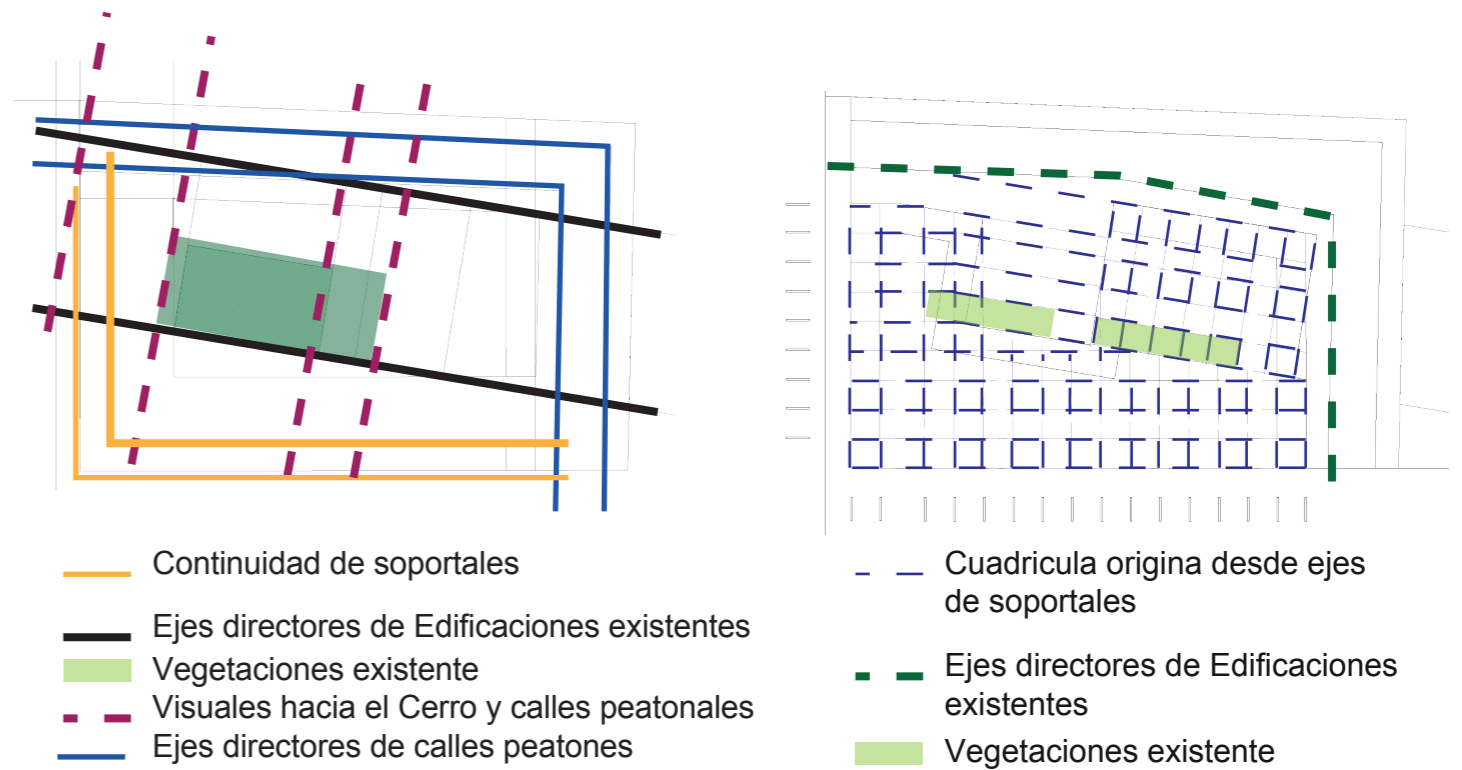 Continuidad de soportales
Ejes directores de Edificaciones existentes
Vegetaciones existente
Visuales hacia el Cerro y calles peatonales
Ejes directores de calles peatones
Cuadricula origina desde ejes
de soportales
Ejes directores de Edificaciones
existentes
Vegetaciones existente